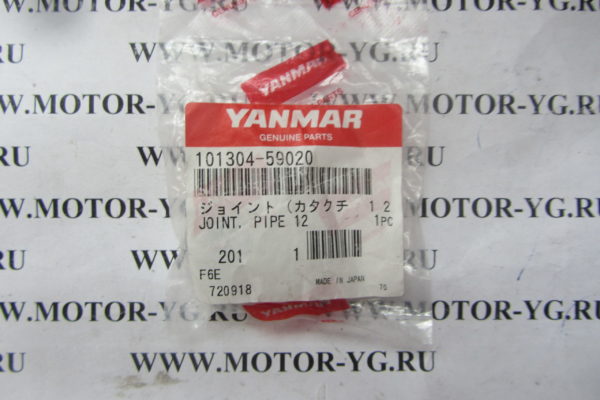 WWW.MOTOR-YG.RU WWW.MOTOR-YG.RU
YANMAR
YANMAR
GENUINE PARTS
101304-59020
ジョイント (カタクチ 12
JOINT, PIPE 12 1PC
201 1
F6E MADE IN JAPAN
720918 70
WWW.MOTOR-YG.RU
WWW.MOTOR-YG.RU